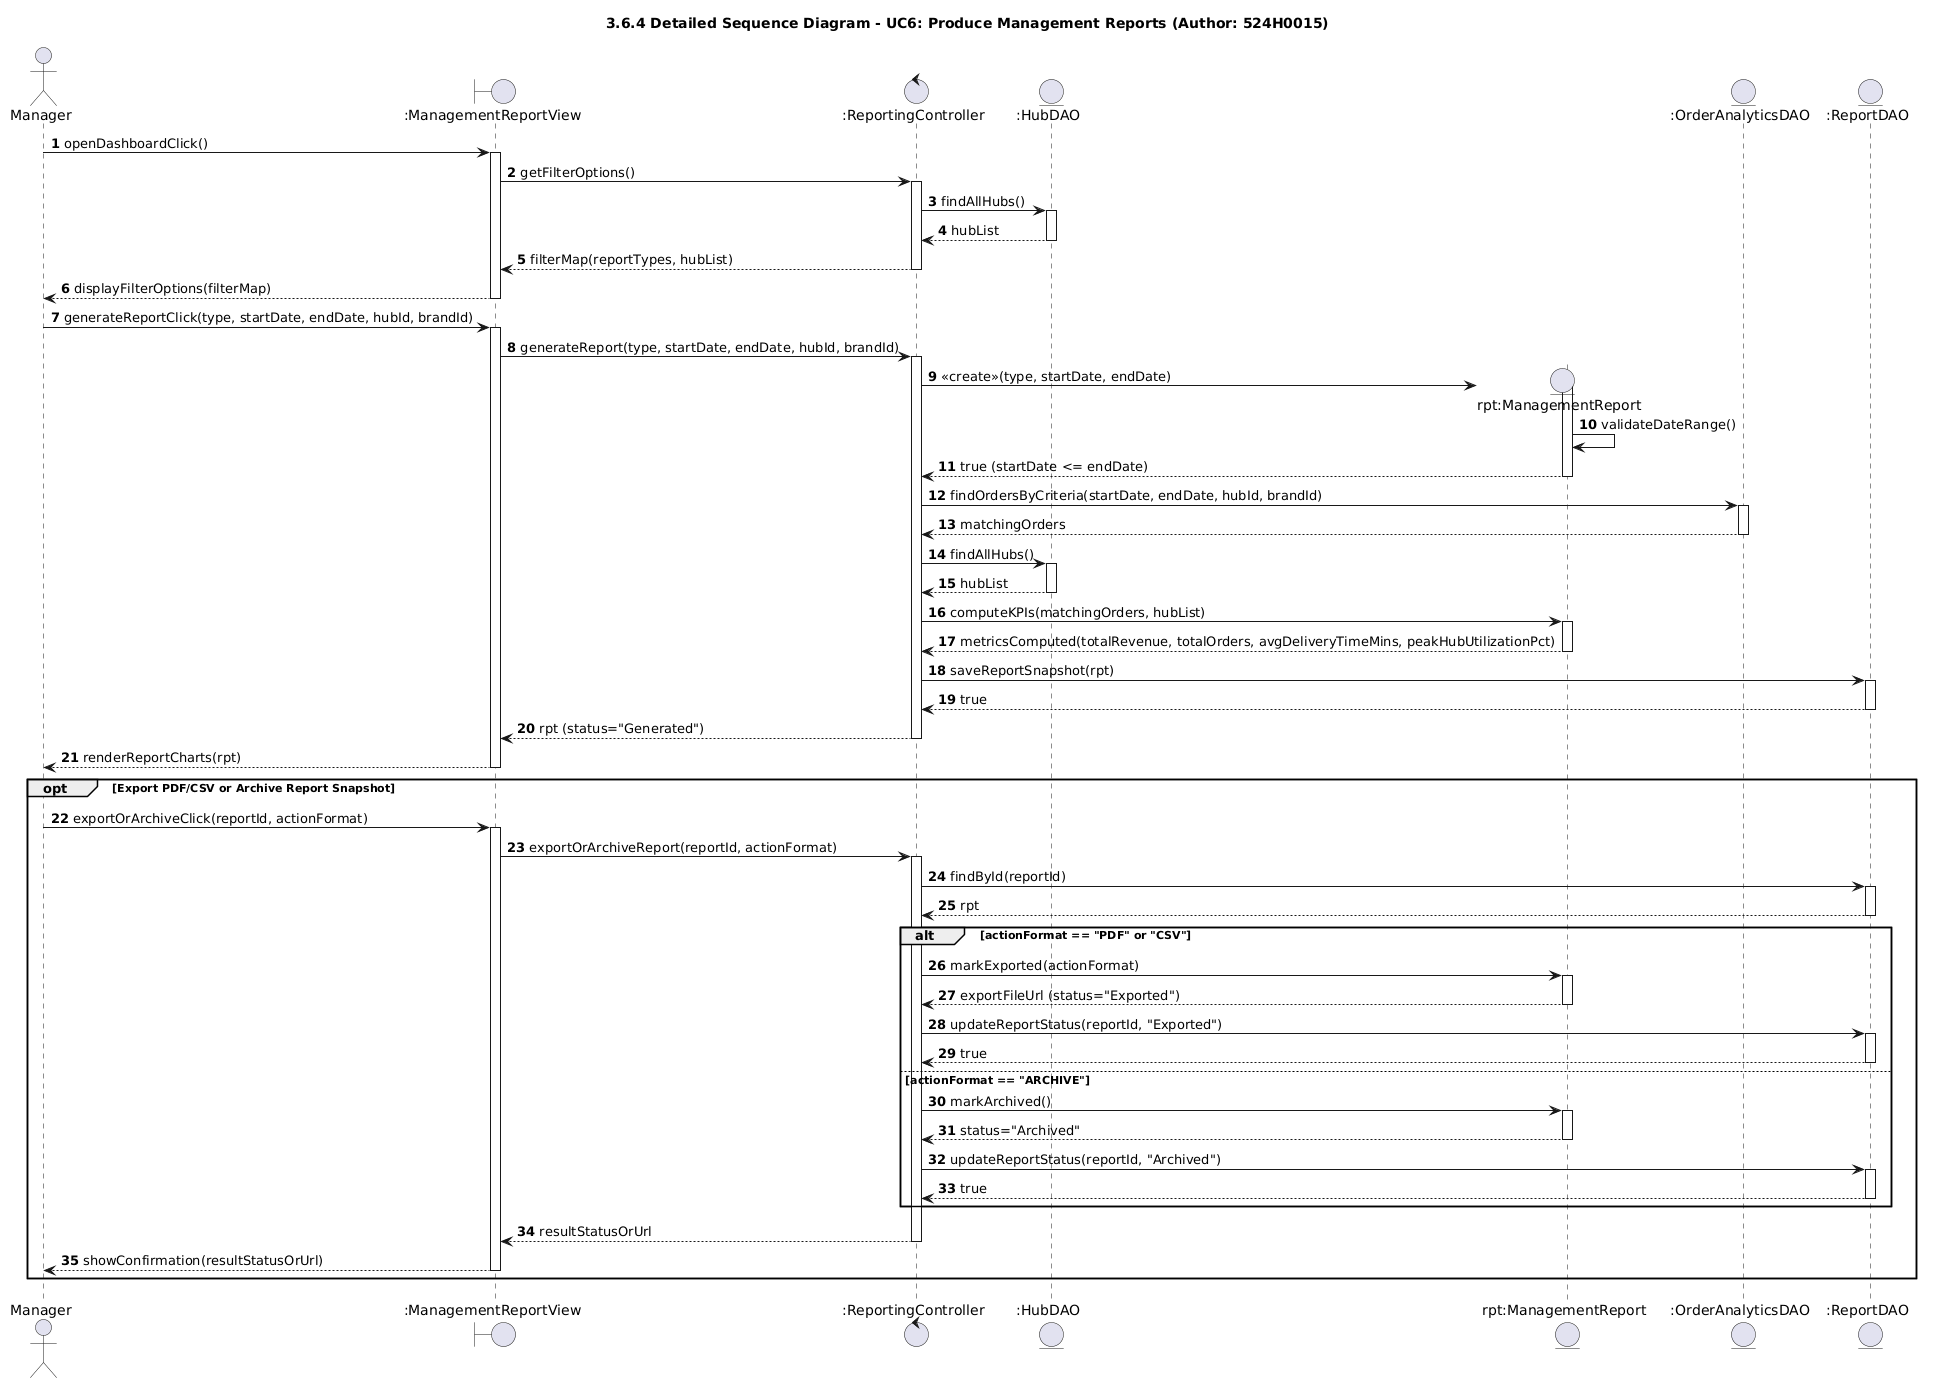 3.6.4 Detailed Sequence Diagram - UC6: Produce Management Reports (Author: 524H0015)
Manager
:ManagementReportView
:ReportingController
:HubDAO
:OrderAnalyticsDAO
:ReportDAO
1 openDashboardClick()
2 getFilterOptions()
3 findAllHubs()
4 hubList
5 filterMap(reportTypes, hubList)
6 displayFilterOptions(filterMap)
7 generateReportClick(type, startDate, endDate, hubId, brandId)
8 generateReport(type, startDate, endDate, hubId, brandId)
9 «create»(type, startDate, endDate)
rpt:ManagementReport
10 validateDateRange()
11 true (startDate <= endDate)
12 findOrdersByCriteria(startDate, endDate, hubId, brandId)
13 matchingOrders
14 findAllHubs()
15 hubList
16 computeKPIs(matchingOrders, hubList)
17 metricsComputed(totalRevenue, totalOrders, avgDeliveryTimeMins, peakHubUtilizationPct)
18 saveReportSnapshot(rpt)
19 true
20 rpt (status="Generated")
21 renderReportCharts(rpt)
opt [Export PDF/CSV or Archive Report Snapshot]
22 exportOrArchiveClick(reportId, actionFormat)
23 exportOrArchiveReport(reportId, actionFormat)
24 findById(reportId)
25 rpt
alt [actionFormat == "PDF" or "CSV"]
26 markExported(actionFormat)
27 exportFileUrl (status="Exported")
28 updateReportStatus(reportId, "Exported")
29 true
[actionFormat == "ARCHIVE"]
30 markArchived()
31 status="Archived"
32 updateReportStatus(reportId, "Archived")
33 true
34 resultStatusOrUrl
35 showConfirmation(resultStatusOrUrl)
Manager
:ManagementReportView
:ReportingController
:HubDAO
rpt:ManagementReport
:OrderAnalyticsDAO
:ReportDAO